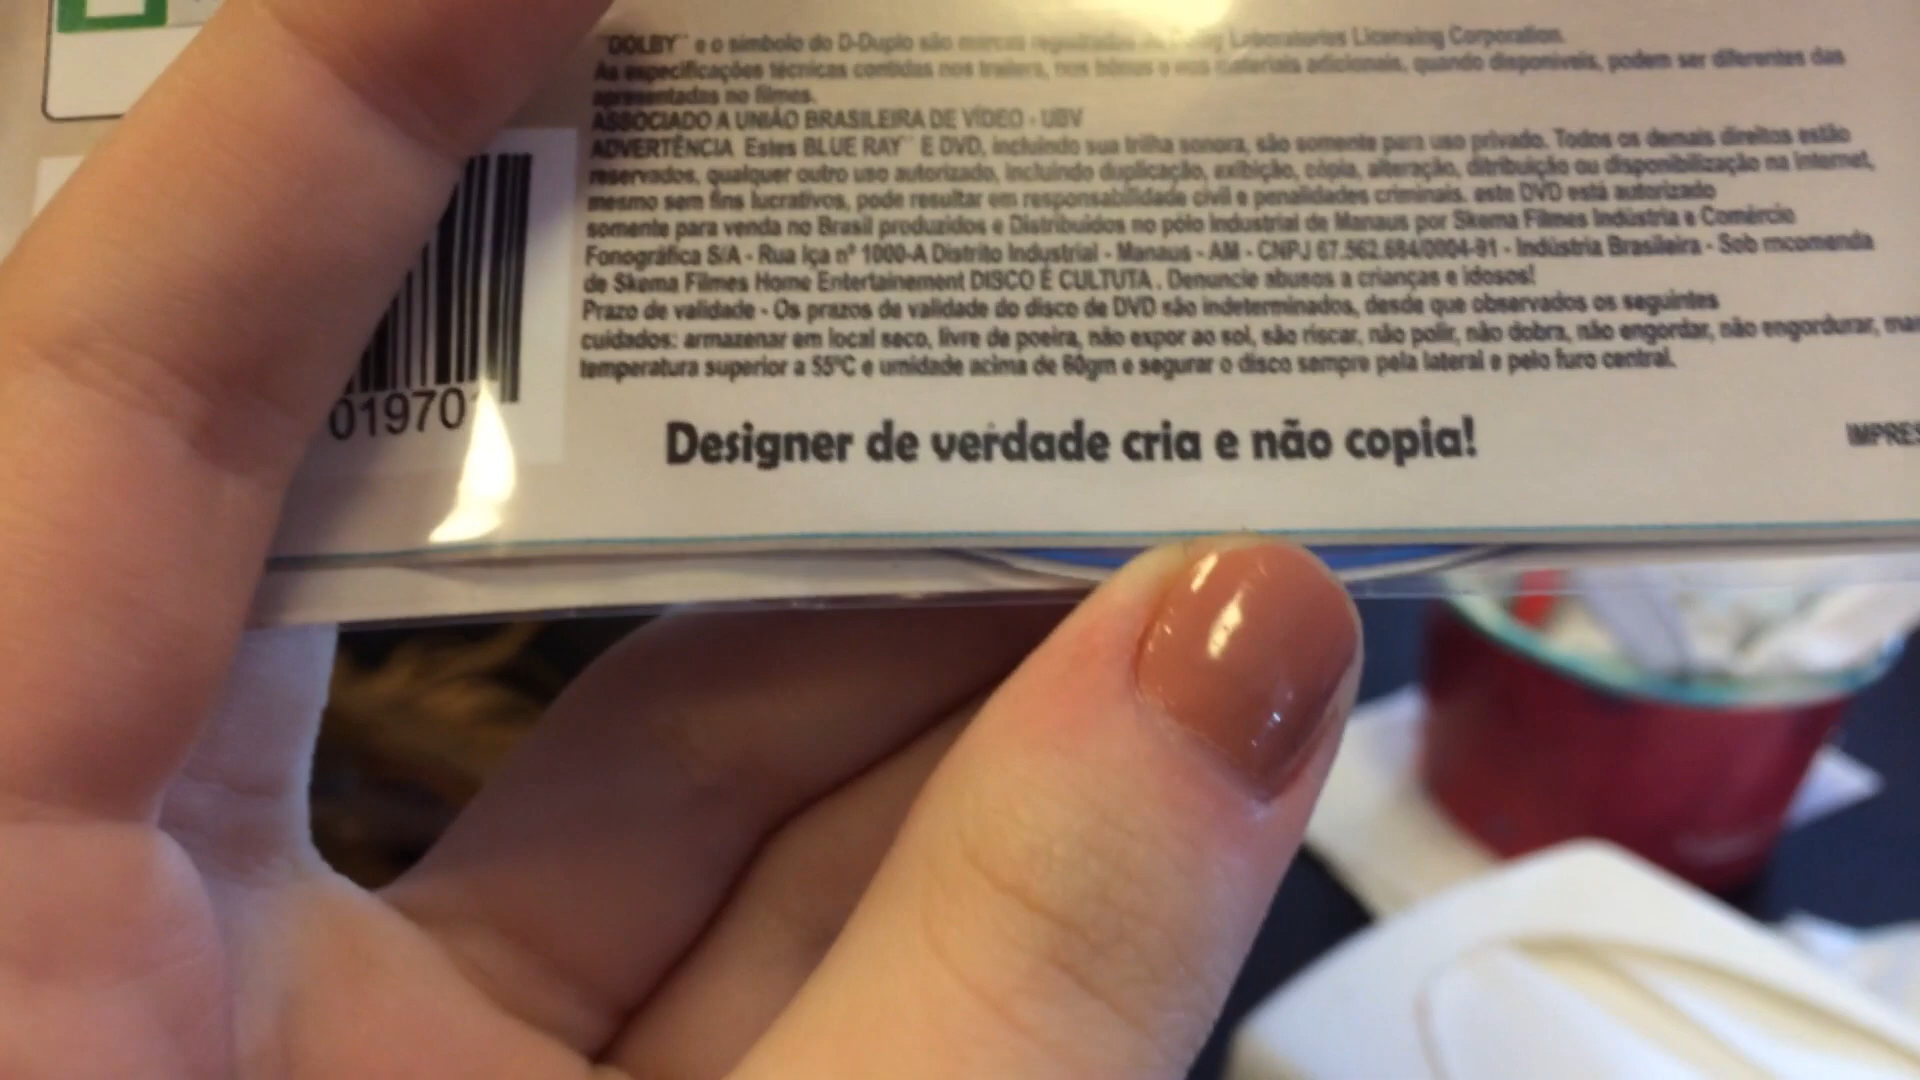 "DOLBY" e o símbolo do D-Duplo são marcas registradas Laboratories Licensing Corporation.
As especificações técnicas contidas nos trailers, nos bônus e nos materiais adicionais, quando disponíveis, podem ser diferentes das
apresentadas no filmes.
ASSOCIADO A UNIÃO BRASILEIRA DE VÍDEO - UBV
ADVERTÊNCIA Estes BLUE RAY¨ E DVD, incluindo sua trilha sonora, são somente para uso privado. Todos os demais direitos estão
reservados, qualquer outro uso autorizado, incluindo duplicação, exibição, cópia, alteração, ditribuição ou disponibilização na internet,
mesmo sem fins lucrativos, pode resultar em responsabilidade civil e penalidades criminais. este DVD está autorizado
somente para venda no Brasil produzidos e Distribuídos no pólo Industrial de Manaus por Skema Filmes Indústria e Comércio
Fonográfica S/A - Rua Iça nº 1000-A Distrito Industrial - Manaus - AM - CNPJ 67.562.684/0004-91 - Indústria Brasileira - Sob mcomenda
de Skema Filmes Home Entertainement DISCO É CULTUTA . Denuncie abusos a crianças e idosos!
Prazo de validade - Os prazos de validade do disco de DVD são indeterminados, desde que observados os seguintes
cuidados: armazenar em local seco, livre de poeira, não expor ao sol, são riscar, não polir, não dobra, não engordar, não engordurar,
temperatura superior a 55ºC e umidade acima de 60gm e segurar o disco sempre pela lateral e pelo furo central.
01970
Designer de verdade cria e não copia!
IMPRES